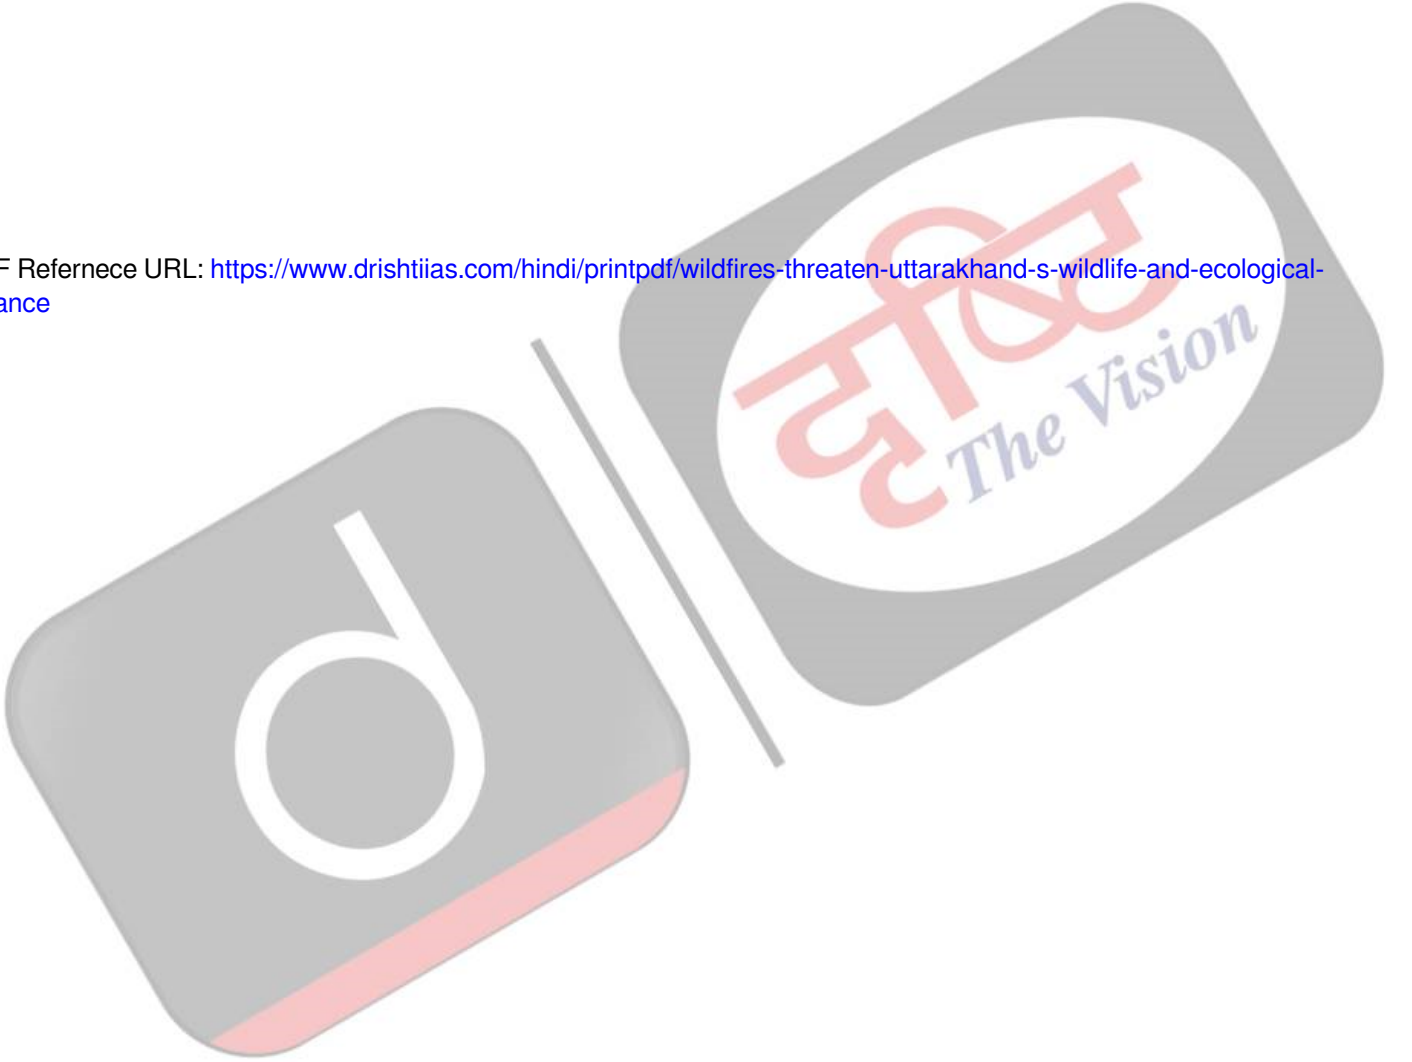 F Refernece URL: https://www.drishtiias.com/hindi/printpdf/wildfires-threaten-uttarakhand-s-wildlife-and-ecological-
ance
दृष्टि
The Vision
d